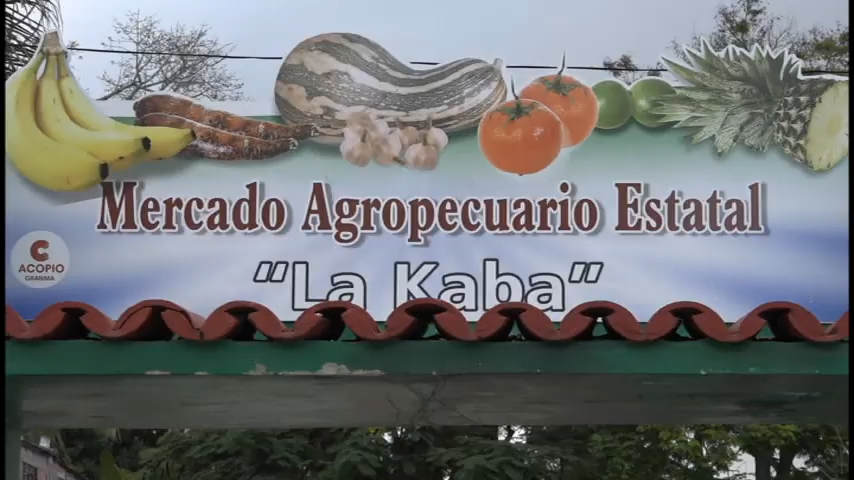 Mercado Agropecuario Estatal
C
ACOPIO
GRANMA
"La Kaba"